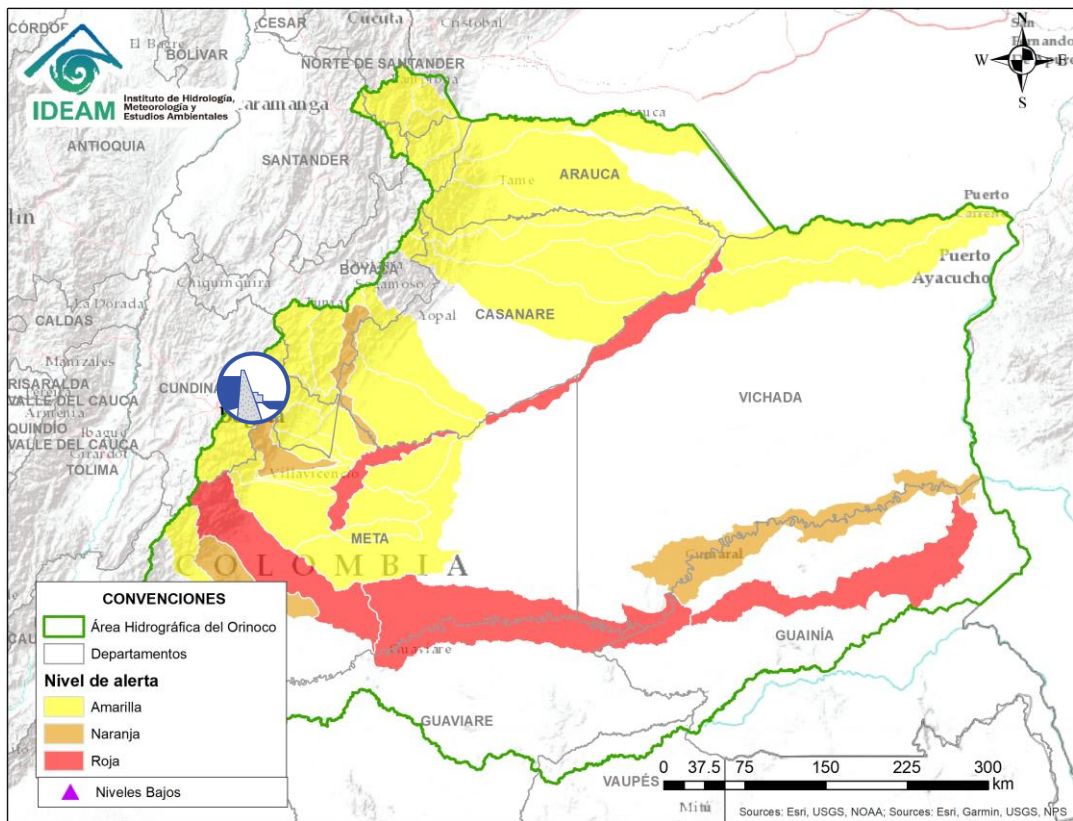 IDEAM
Instituto de Hidrología,
Meteorología y
Estudios Ambientales
CESAR
Cucuta
Cristobal
El Bagre
BOLÍVAR
NORTE DE SANTANDER
San
Fernando
N
W
E
S
ANTIOQUIA
SANTANDER
Tame
ARAUCA
Puerto
Puerto
Ayacucho
BOYACÁ
Chiquinquira
Yopal
CASANARE
La Dorada
CALDAS
Manizales
RISARALDA
VALLE DEL CAUCA
Armenia
QUINDÍO
VALLE DEL CAUCA
Ibague
Girardot
TOLIMA
VICHADA
Villavicencio
META
COLOMBIA
GUAINÍA
GUAVIARE
VAUPÉS
Mitú
CONVENCIONES
Área Hidrográfica del Orinoco
Departamentos
Nivel de alerta
Amarilla
Naranja
Roja
Niveles Bajos
0 37.5 75 150 225 300
km
Sources: Esri, USGS, NOAA; Sources: Esri, Garmin, USGS, NPS